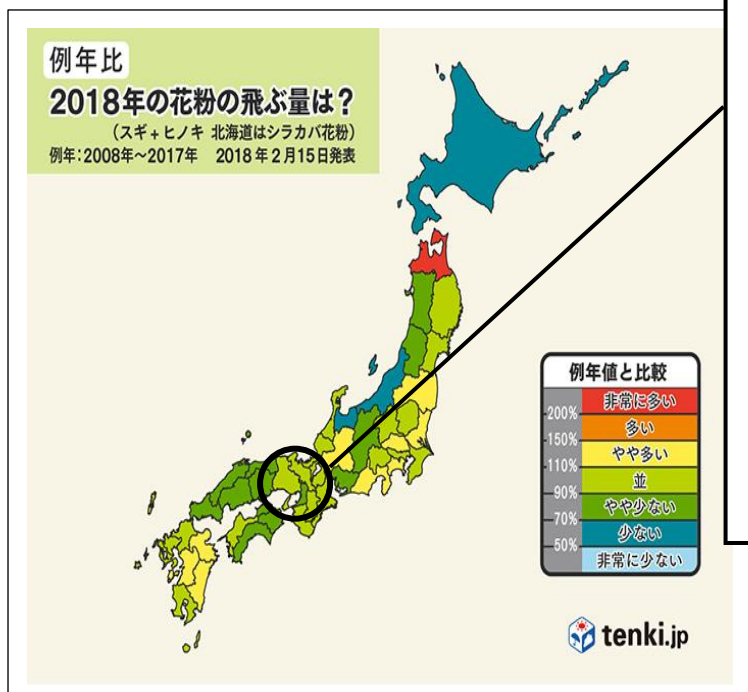 例年比
2018年の花粉の飛ぶ量は？
（スギ＋ヒノキ 北海道はシラカバ花粉）
例年：2008年～2017年 2018年2月15日発表
例年値と比較
非常に多い
200%
多い
150%
やや多い
110%
並
90%
やや少ない
70%
少ない
50%
非常に少ない
tenki.jp